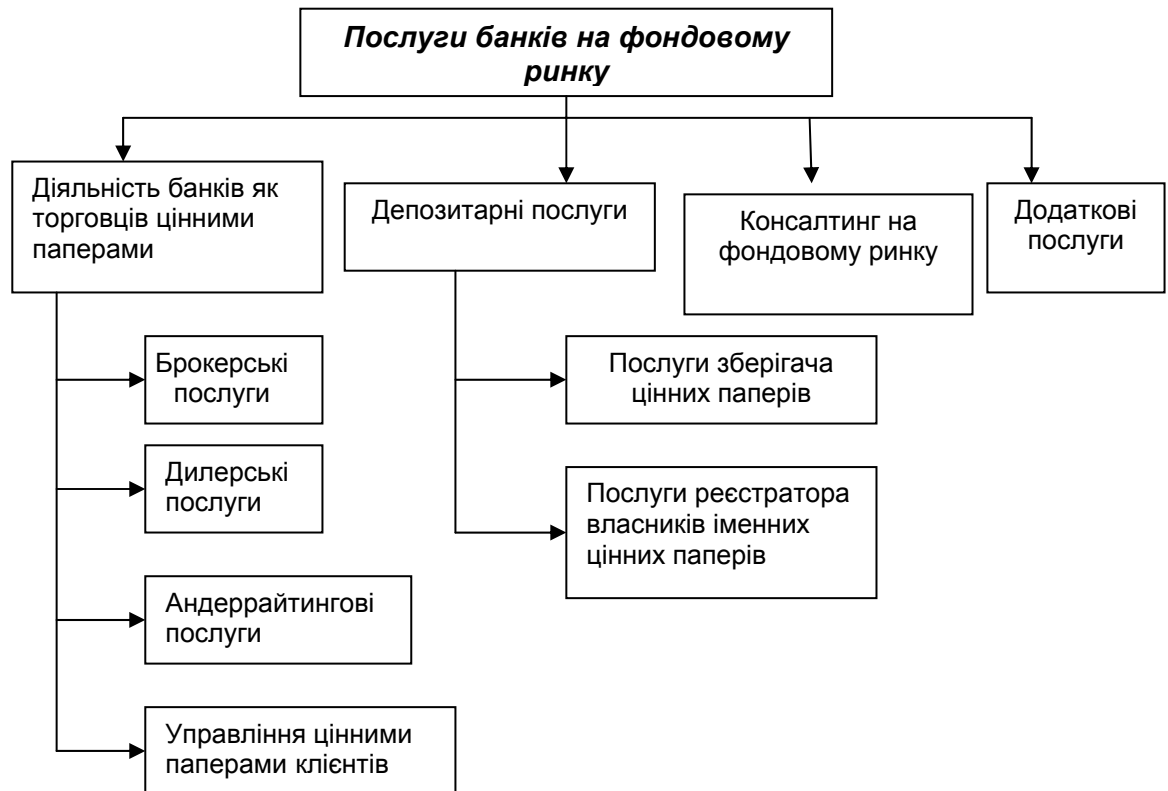 Послуги банків на фондовому
ринку
Діяльність банків як
торговців цінними
паперами
Депозитарні послуги
Консалтинг на
фондовому ринку
Додаткові
послуги
Брокерські
послуги
Послуги зберігача
цінних паперів
Дилерські
послуги
Послуги реєстратора
власників іменних
цінних паперів
Андеррайтингові
послуги
Управління цінними
паперами клієнтів